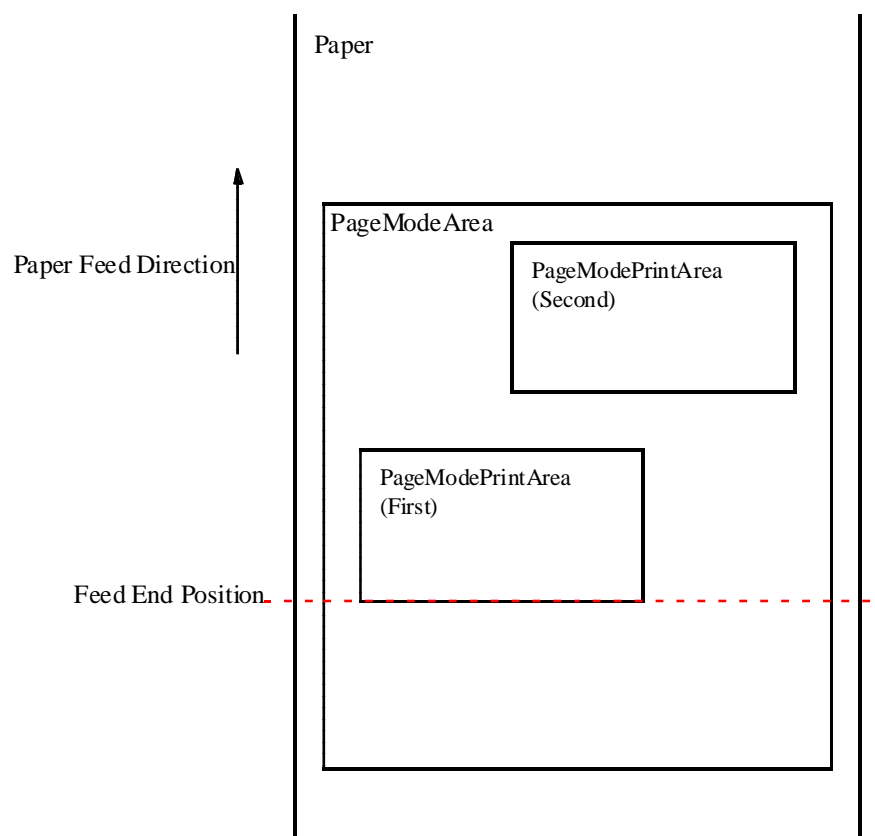 Paper
PageModeArea
Paper Feed Direction
PageModePrintArea
(Second)
PageModePrintArea
(First)
Feed End Position